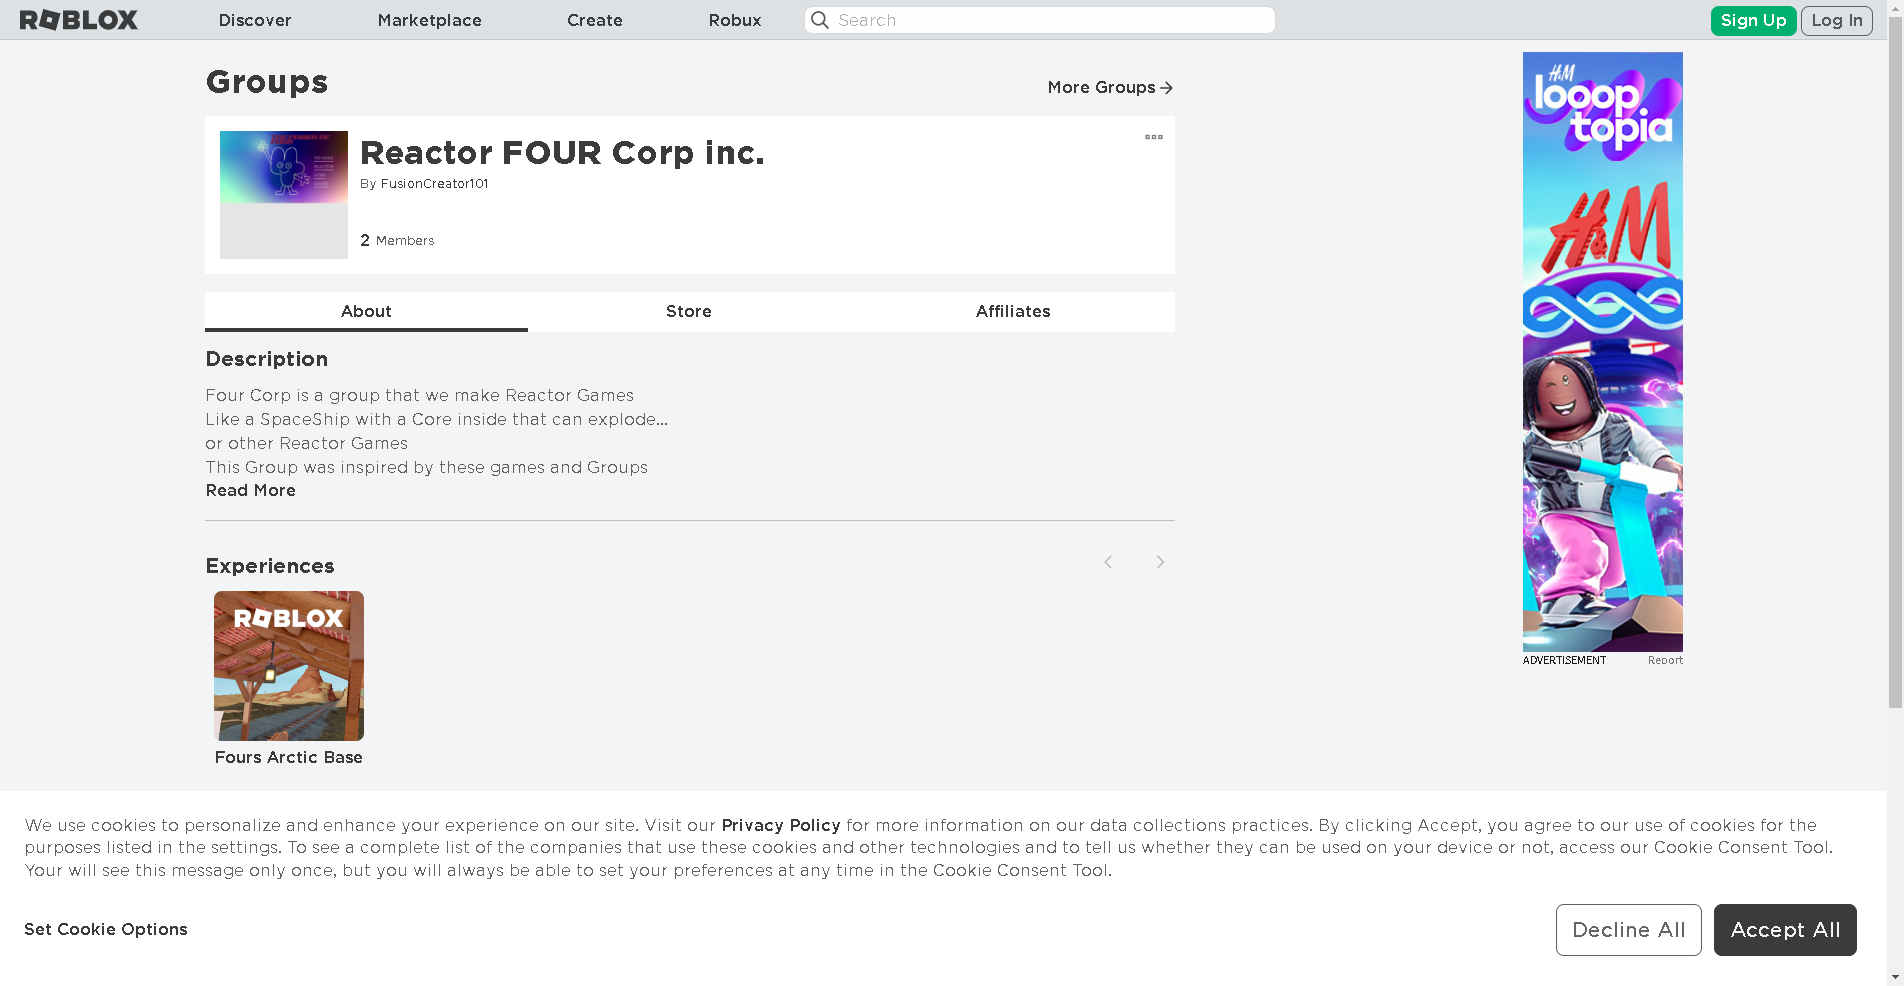 ROBLOX
Discover
Marketplace
Create
Robux
Search
Sign Up
Log In
Groups
More Groups
Reactor FOUR Corp inc.
By FusionCreator101
2 Members
About
Store
Affiliates
Description
Four Corp is a group that we make Reactor Games
Like a SpaceShip with a Core inside that can explode...
or other Reactor Games
This Group was inspired by these games and Groups
Read More
Experiences
ROBLOX
Fours Arctic Base
H&M
looop
topia
H&M
ADVERTISEMENT
Report
We use cookies to personalize and enhance your experience on our site. Visit our Privacy Policy for more information on our data collections practices. By clicking Accept, you agree to our use of cookies for the
purposes listed in the settings. To see a complete list of the companies that use these cookies and other technologies and to tell us whether they can be used on your device or not, access our Cookie Consent Tool.
Your will see this message only once, but you will always be able to set your preferences at any time in the Cookie Consent Tool.
Set Cookie Options
Decline All
Accept All